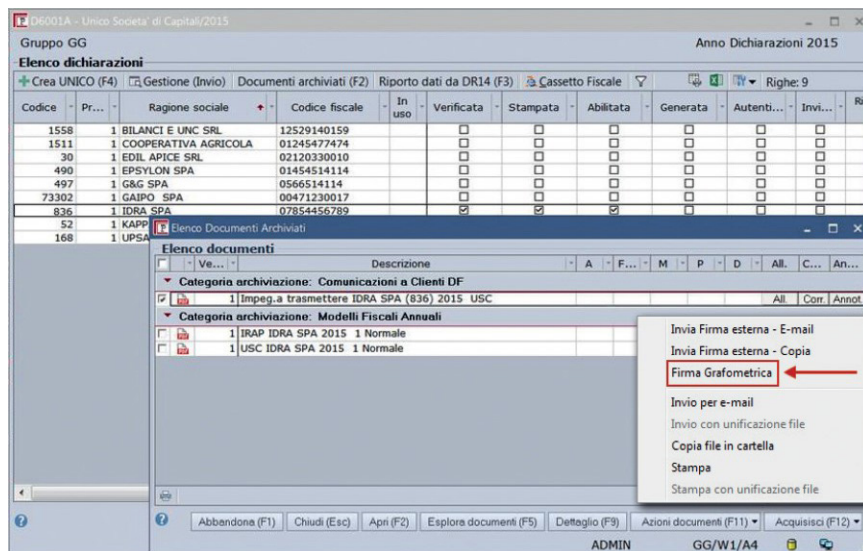 D6001A - Unico Societa' di Capitali/2015
Gruppo GG Anno Dichiarazioni 2015
Elenco dichiarazioni
Crea UNICO (F4) Gestione (Invio) Documenti archiviati (F2) Riporto dati da DR14 (F3) Cassetto Fiscale Righe: 9
Codice Pr... Ragione sociale Codice fiscale In uso Verificata Stampata Abilitata Generata Autenti... Invi...
1558 1 BILANCI E UNC SRL 12529140159
1511 1 COOPERATIVA AGRICOLA 01245477474
30 1 EDIL APICE SRL 02120330010
490 1 EPSYLON SPA 01454514114
497 1 G&G SPA 0566514114
73302 1 GAIPO SPA 00471230017
836 1 IDRA SPA 07854456789
52 1 KAPP
168 1 UPSA
Elenco Documenti Archiviati
Elenco documenti
Ve... Descrizione A F... M P D All. C... An...
Categoria archiviazione: Comunicazioni a Clienti DF
1 Impeg.a trasmettere IDRA SPA (836) 2015 USC All. Corr. Annot.
Categoria archiviazione: Modelli Fiscali Annuali
1 IRAP IDRA SPA 2015 1 Normale
1 USC IDRA SPA 2015 1 Normale
Invia Firma esterna - E-mail
Invia Firma esterna - Copia
Firma Grafometrica
Invio per e-mail
Invio con unificazione file
Copia file in cartella
Stampa
Stampa con unificazione file
Abbandona (F1) Chiudi (Esc) Apri (F2) Esplora documenti (F5) Dettaglio (F9) Azioni documenti (F11) Acquisisci (F12)
ADMIN GG/W1/A4